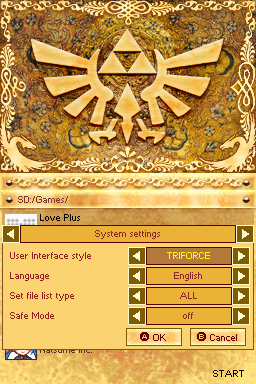 SD:/Games/
Love Plus
System settings
User Interface style TRIFORCE
Language English
Set file list type ALL
Safe Mode off
A OK B Cancel
Natsume Inc.
START